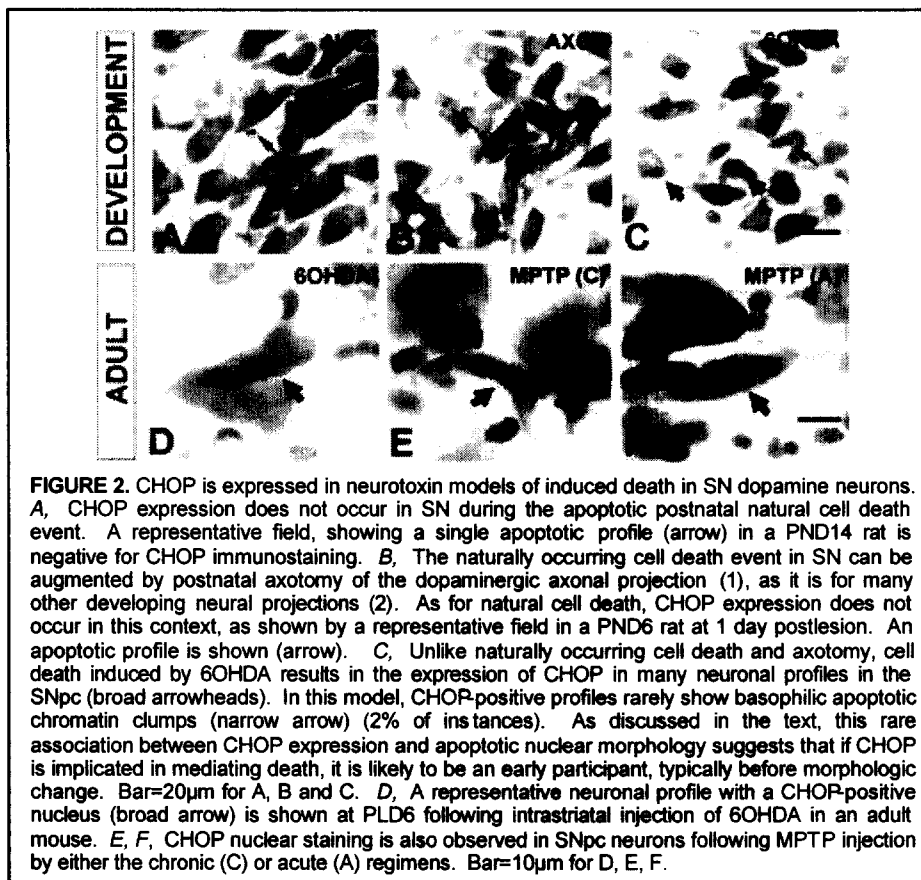 DEVELOPMENT
A
B
C
ADULT
6OHDA
MPTP (C)
MPTP (A)
D
E
FIGURE 2. CHOP is expressed in neurotoxin models of induced death in SN dopamine neurons.
A, CHOP expression does not occur in SN during the apoptotic postnatal natural cell death
event. A representative field, showing a single apoptotic profile (arrow) in a PND14 rat is
negative for CHOP immunostaining. B, The naturally occurring cell death event in SN can be
augmented by postnatal axotomy of the dopaminergic axonal projection (1), as it is for many
other developing neural projections (2). As for natural cell death, CHOP expression does not
occur in this context, as shown by a representative field in a PND6 rat at 1 day postlesion. An
apoptotic profile is shown (arrow). C, Unlike naturally occurring cell death and axotomy, cell
death induced by 6OHDA results in the expression of CHOP in many neuronal profiles in the
SNpc (broad arrowheads). In this model, CHOP-positive profiles rarely show basophilic apoptotic
chromatin clumps (narrow arrow) (2% of instances). As discussed in the text, this rare
association between CHOP expression and apoptotic nuclear morphology suggests that if CHOP
is implicated in mediating death, it is likely to be an early participant, typically before morphologic
change. Bar=20µm for A, B and C. D, A representative neuronal profile with a CHOP-positive
nucleus (broad arrow) is shown at PLD6 following intrastriatal injection of 6OHDA in an adult
mouse. E, F, CHOP nuclear staining is also observed in SNpc neurons following MPTP injection
by either the chronic (C) or acute (A) regimens. Bar=10µm for D, E, F.